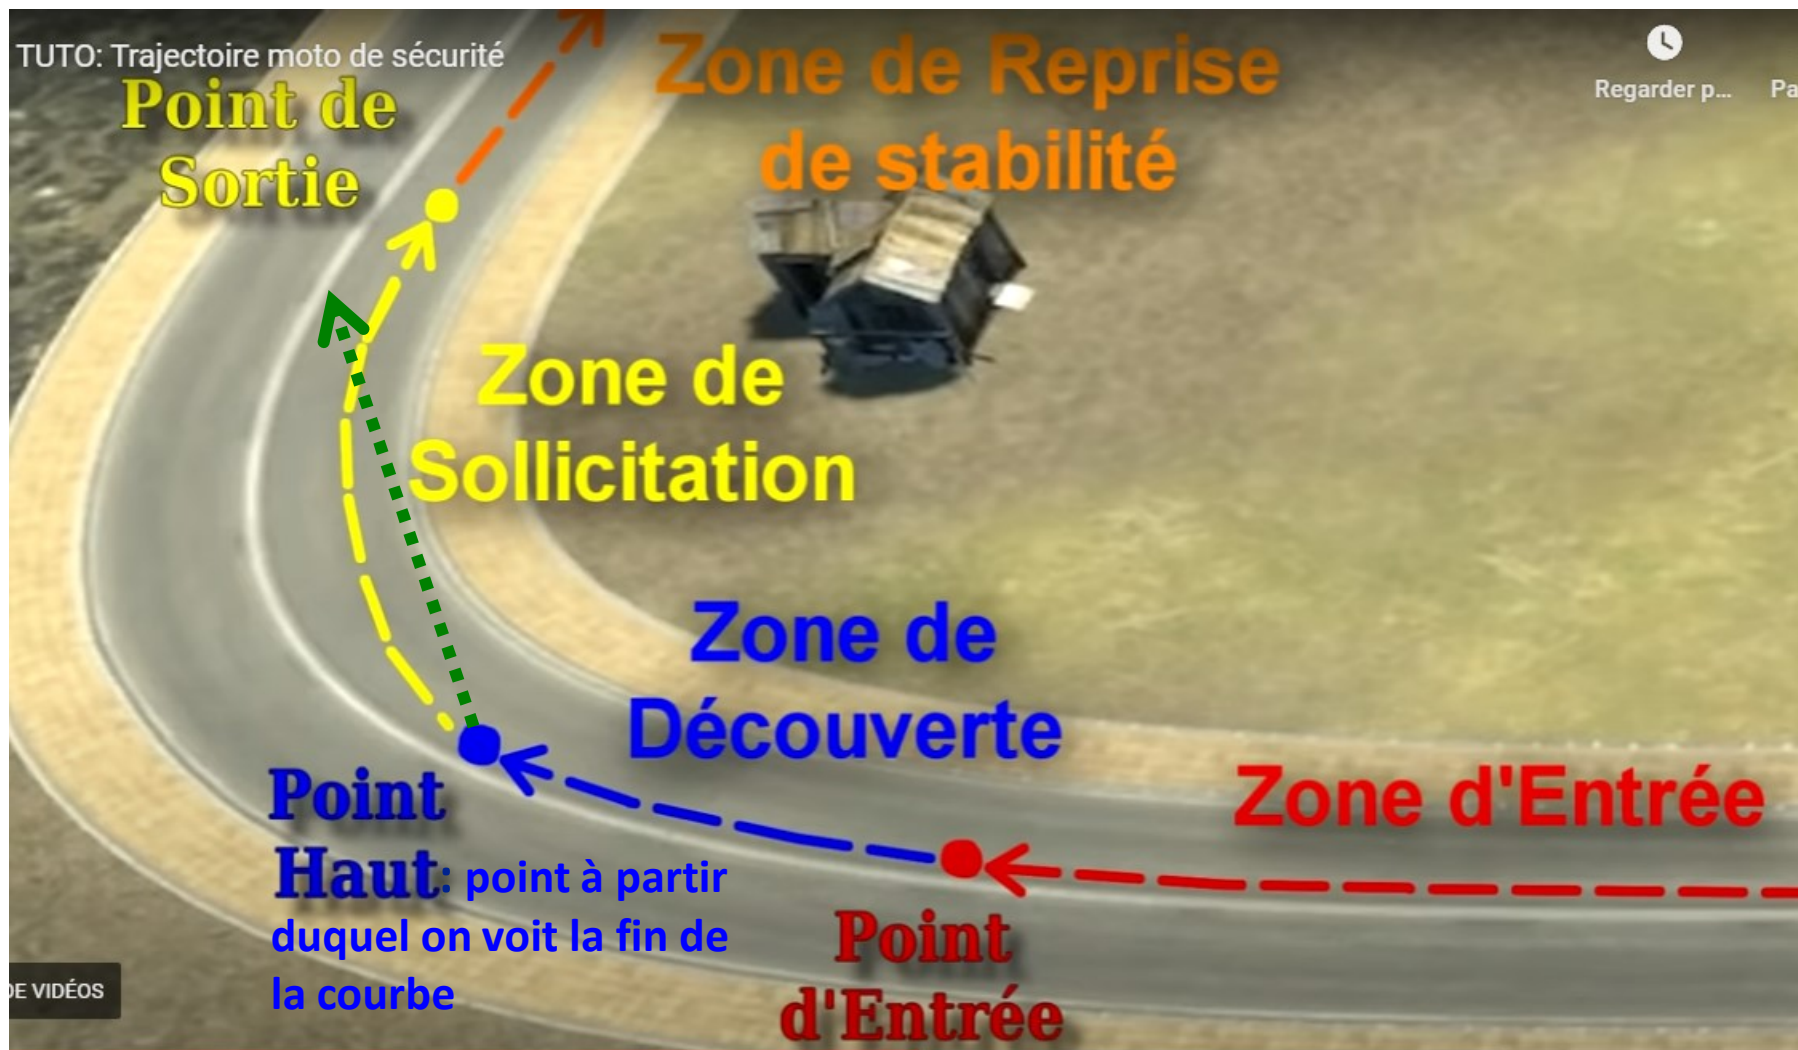 TUTO: Trajectoire moto de sécurité
Regarder p...
Pa
Point de
Sortie
Zone de Reprise
de stabilité
Zone de
Sollicitation
Zone de
Découverte
Zone d'Entrée
Point
Haut: point à partir
duquel on voit la fin de
la courbe
Point
d'Entrée
DE VIDÉOS